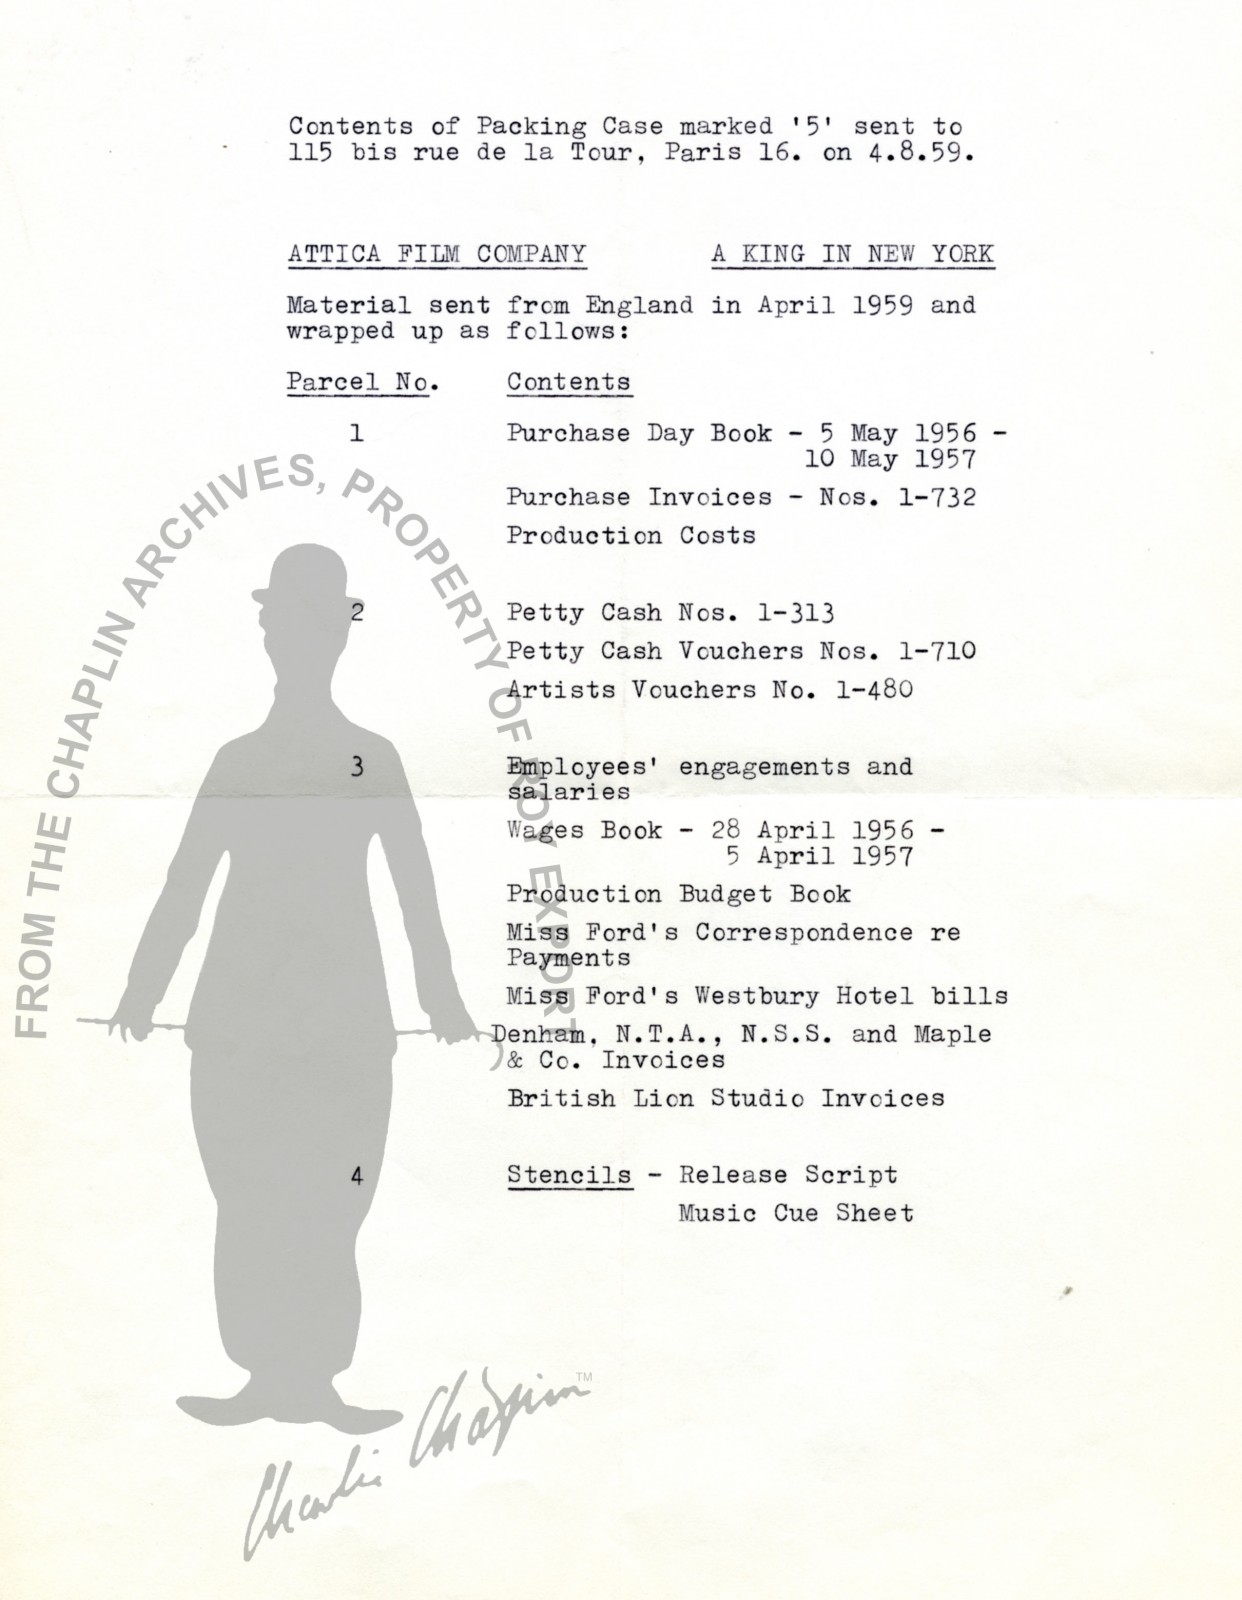 Contents of Packing Case marked '5' sent to
115 bis rue de la Tour, Paris 16. on 4.8.59.
ATTICA FILM COMPANY A KING IN NEW YORK
Material sent from England in April 1959 and
wrapped up as follows:
Parcel No. Contents
1 Purchase Day Book - 5 May 1956 -
10 May 1957
Purchase Invoices - Nos. 1-732
Production Costs
2 Petty Cash Nos. 1-313
Petty Cash Vouchers Nos. 1-710
Artists Vouchers No. 1-480
3 Employees' engagements and
salaries
Wages Book - 28 April 1956 -
5 April 1957
Production Budget Book
Miss Ford's Correspondence re
Payments
Miss Ford's Westbury Hotel bills
Denham, N.T.A., N.S.S. and Maple
& Co. Invoices
British Lion Studio Invoices
4 Stencils - Release Script
Music Cue Sheet
FROM THE CHAPLIN ARCHIVES, PROPERTY OF ROY EXPORT
Charlie Chaplin TM